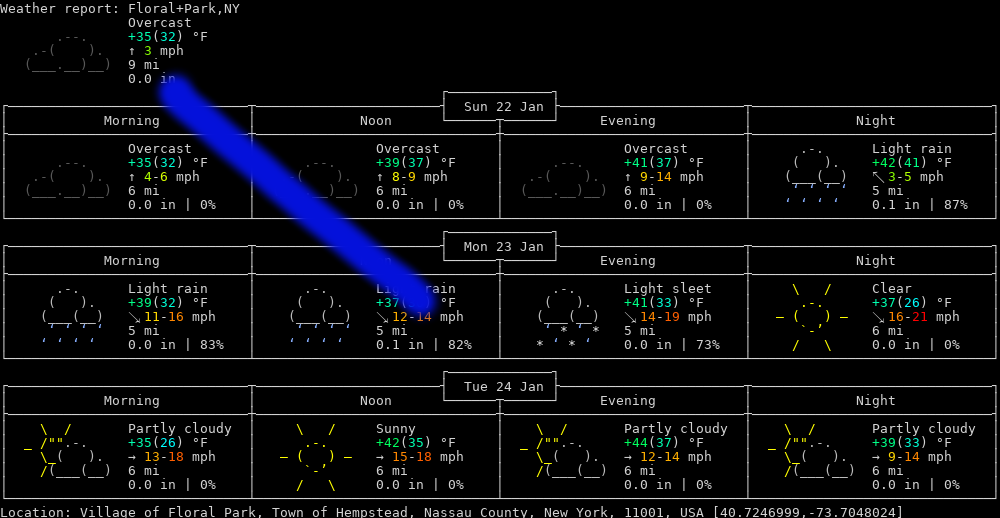 Weather report: Floral+Park,NY
Overcast
+35(32) °F
↑ 3 mph
9 mi
0.0 in
Sun 22 Jan
Morning Noon Evening Night
Overcast Overcast Overcast Light rain
+35(32) °F +39(37) °F +41(37) °F +42(41) °F
↑ 4-6 mph ↑ 8-9 mph ↑ 9-14 mph ↖ 3-5 mph
6 mi 6 mi 6 mi 5 mi
0.0 in | 0% 0.0 in | 0% 0.0 in | 0% 0.1 in | 87%
Mon 23 Jan
Morning Evening Night
Light rain rain Light sleet Clear
+39(32) °F +37( °F +41(33) °F +37(26) °F
↘ 11-16 mph ↘ 12-14 mph ↘ 14-19 mph ↘ 16-21 mph
5 mi 5 mi 5 mi 6 mi
0.0 in | 83% 0.1 in | 82% 0.0 in | 73% 0.0 in | 0%
Tue 24 Jan
Morning Noon Evening Night
Partly cloudy Sunny Partly cloudy Partly cloudy
+35(26) °F +42(35) °F +44(37) °F +39(33) °F
→ 13-18 mph → 15-18 mph → 12-14 mph → 9-14 mph
6 mi 6 mi 6 mi 6 mi
0.0 in | 0% 0.0 in | 0% 0.0 in | 0% 0.0 in | 0%
Location: Village of Floral Park, Town of Hempstead, Nassau County, New York, 11001, USA [40.7246999,-73.7048024]